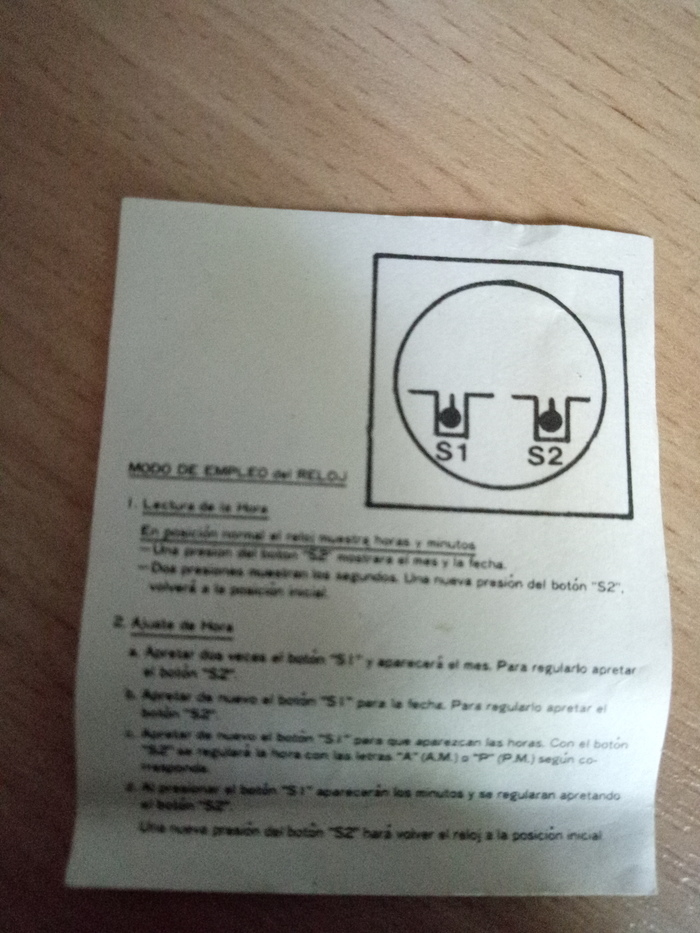 S1 S2
MODO DE EMPLEO del RELOJ
1. Lectura de la Hora
En posición normal el reloj muestra horas y minutos
—Una presion del boton "S2" mostrara el mes y la fecha.
—Dos presiones muestran los segundos. Una nueva presión del botón "S2",
volverá a la posición inicial.
2. Ajuste de Hora
a. Apretar dos veces el botón "S1" y aparecerá el mes. Para regularlo apretar
el botón "S2".
b. Apretar de nuevo el botón "S1" para la fecha. Para regularlo apretar el
botón "S2".
c. Apretar de nuevo el botón "S1" para que aparezcan las horas. Con el botón
"S2" se regulará la hora con las letras "A" (A.M.) o "P" (P.M.) según co-
rresponda.
d. Al presionar el botón "S1" aparecerán los minutos y se regularan apretando
el botón "S2".
Una nueva presión del botón "S2" hará volver el reloj a la posición inicial.